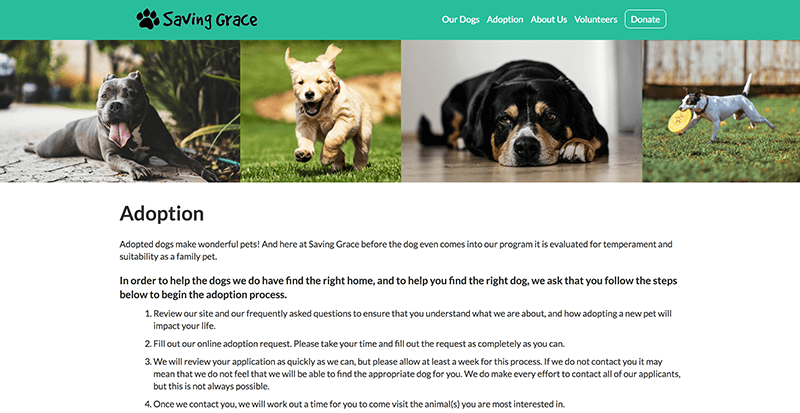 Saving Grace
Our Dogs Adoption About Us Volunteers Donate
Adoption
Adopted dogs make wonderful pets! And here at Saving Grace before the dog even comes into our program it is evaluated for temperament and
suitability as a family pet.
In order to help the dogs we do have find the right home, and to help you find the right dog, we ask that you follow the steps
below to begin the adoption process.
1. Review our site and our frequently asked questions to ensure that you understand what we are about, and how adopting a new pet will
impact your life.
2. Fill out our online adoption request. Please take your time and fill out the request as completely as you can.
3. We will review your application as quickly as we can, but please allow at least a week for this process. If we do not contact you it may
mean that we do not feel that we will be able to find the appropriate dog for you. We do make every effort to contact all of our applicants,
but this is not always possible.
4. Once we contact you, we will work out a time for you to come visit the animal(s) you are most interested in.